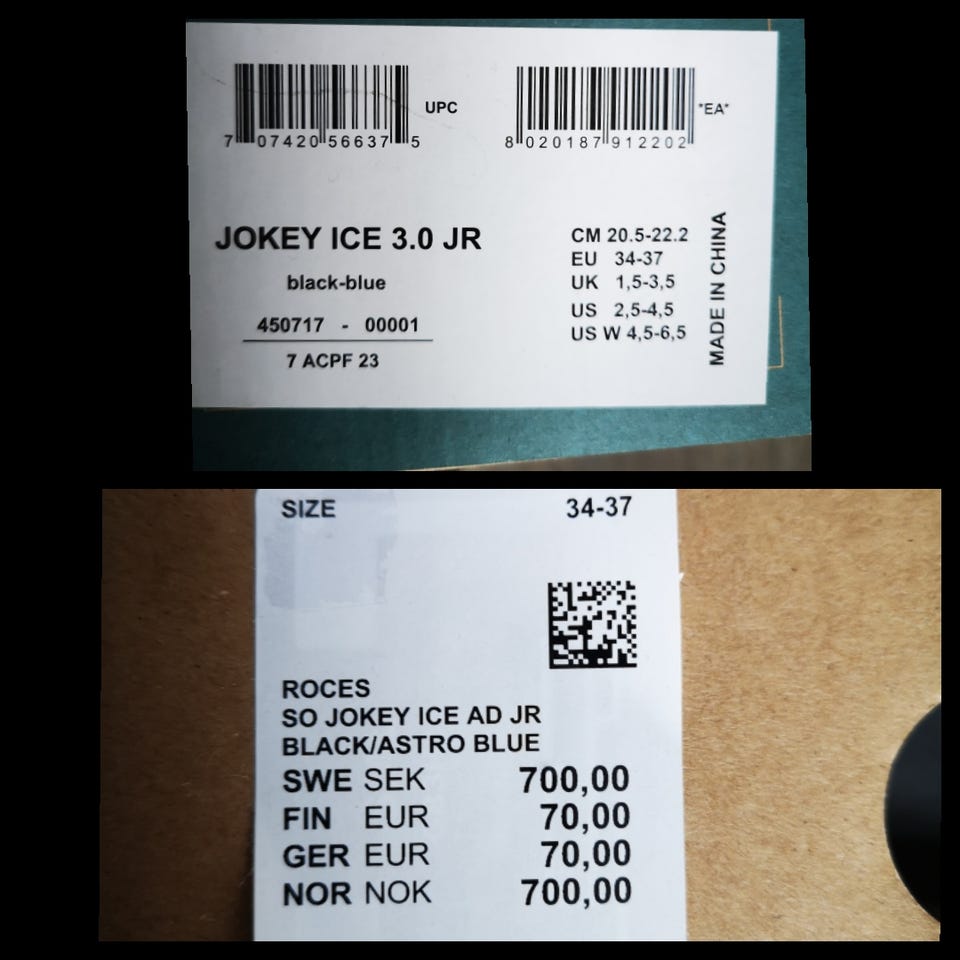 7 07420 56637 5 UPC
8 020187 912202 *EA*
JOKEY ICE 3.0 JR
black-blue
450717 - 00001
7 ACPF 23
CM 20.5-22.2
EU 34-37
UK 1,5-3,5
US 2,5-4,5
US W 4,5-6,5
MADE IN CHINA
SIZE 34-37
ROCES
SO JOKEY ICE AD JR
BLACK/ASTRO BLUE
SWE SEK 700,00
FIN EUR 70,00
GER EUR 70,00
NOR NOK 700,00